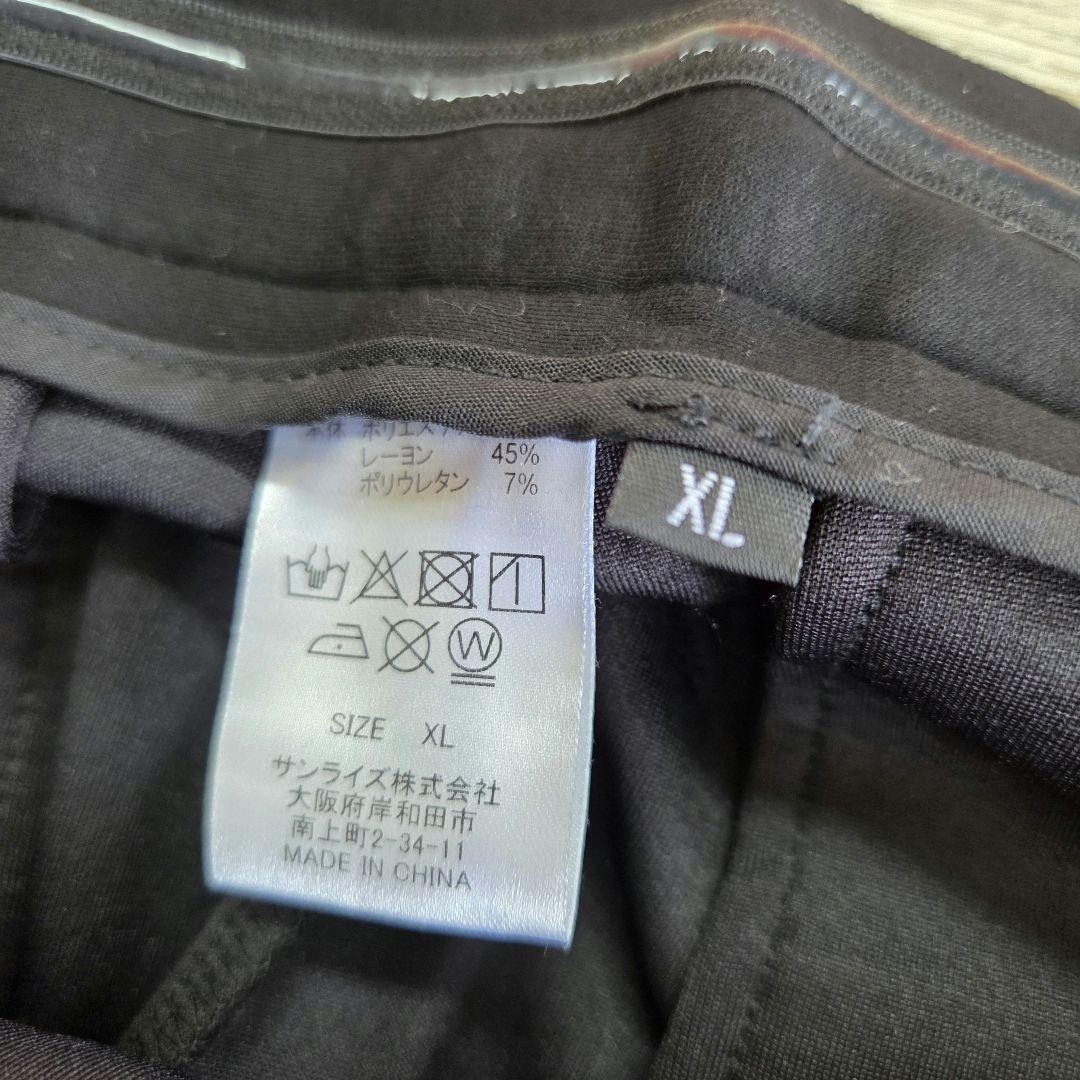 レーヨン 45%
ポリウレタン 7%
XL
W
SIZE XL
サンライズ株式会社
大阪府岸和田市
南上町2-34-11
MADE IN CHINA